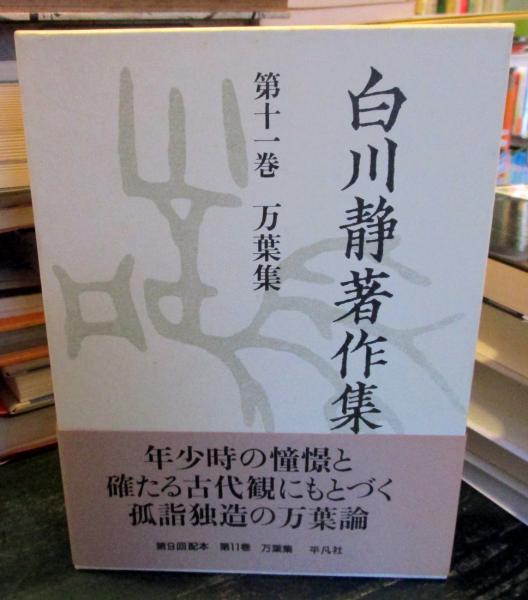 白川静著作集
第十一巻 万葉集
年少時の憧憬と
確たる古代観にもとづく
孤詣独造の万葉論
第9回配本 第11巻 万葉集 平凡社